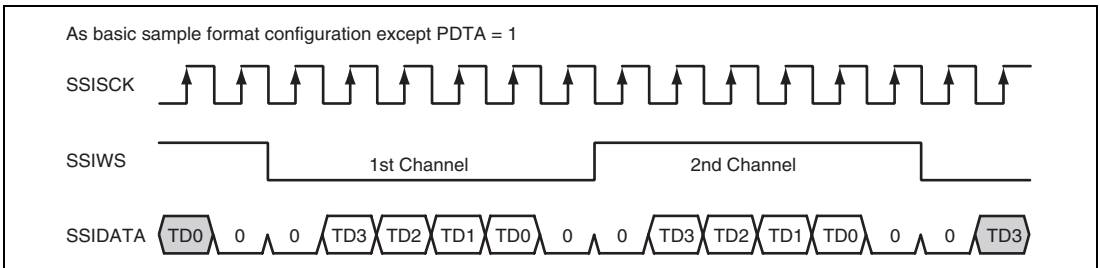 As basic sample format configuration except PDTA = 1
SSISCK
SSIWS 1st Channel 2nd Channel
SSIDATA TD0 0 0 TD3 TD2 TD1 TD0 0 0 TD3 TD2 TD1 TD0 0 0 TD3